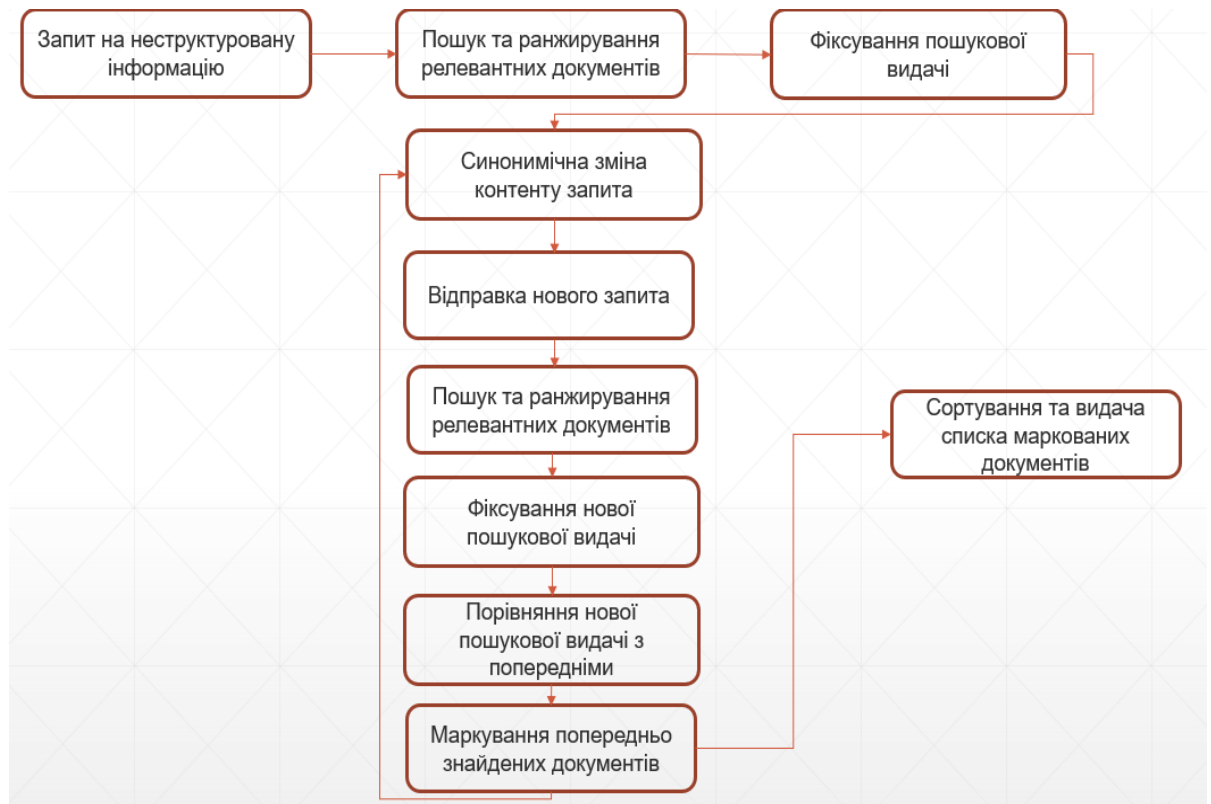 Запит на неструктуровану
інформацію
Пошук та ранжирування
релевантних документів
Фіксування пошукової
видачі
Синонимічна зміна
контенту запита
Відправка нового запита
Пошук та ранжирування
релевантних документів
Фіксування нової
пошукової видачі
Порівняння нової
пошукової видачі з
попередніми
Маркування попередньо
знайдених документів
Сортування та видача
списка маркованих
документів